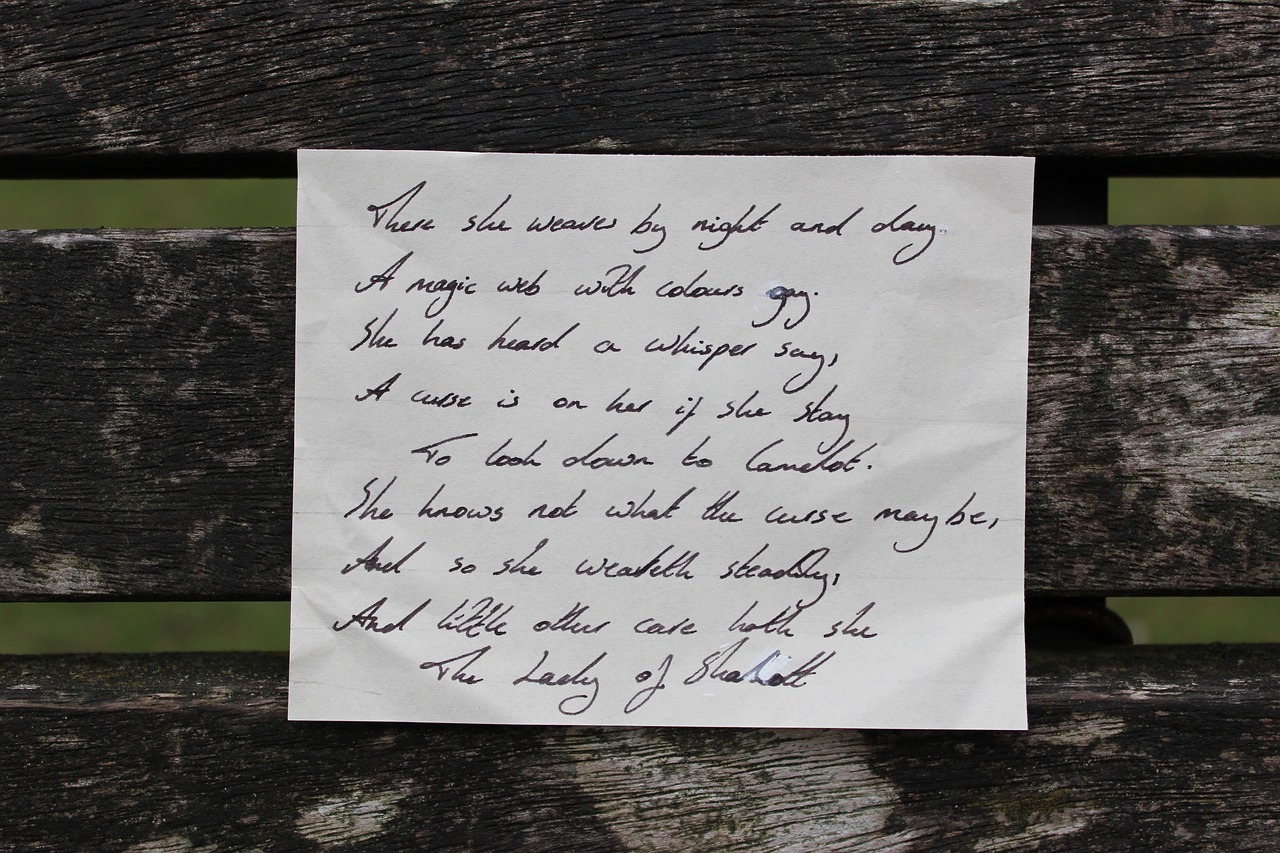 There she weaves by night and day.
A magic web with colours gay.
She has heard a whisper say,
A curse is on her if she stay
To look down to Camelot.
She knows not what the curse maybe,
And so she weaveth steadily,
And little other care hath she
The Lady of Shalott